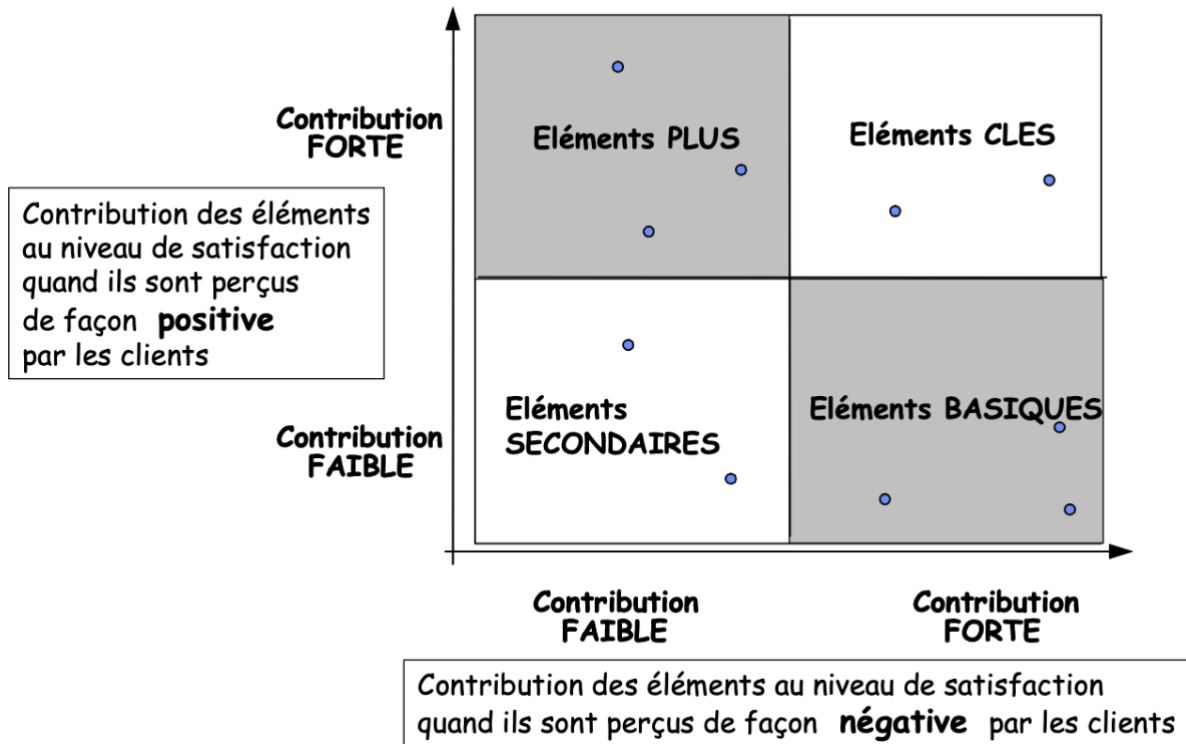 Contribution
FORTE
Eléments PLUS
Eléments CLES
Contribution des éléments
au niveau de satisfaction
quand ils sont perçus
de façon positive
par les clients
Contribution
FAIBLE
Eléments
SECONDAIRES
Eléments BASIQUES
Contribution
FAIBLE
Contribution
FORTE
Contribution des éléments au niveau de satisfaction
quand ils sont perçus de façon négative par les clients